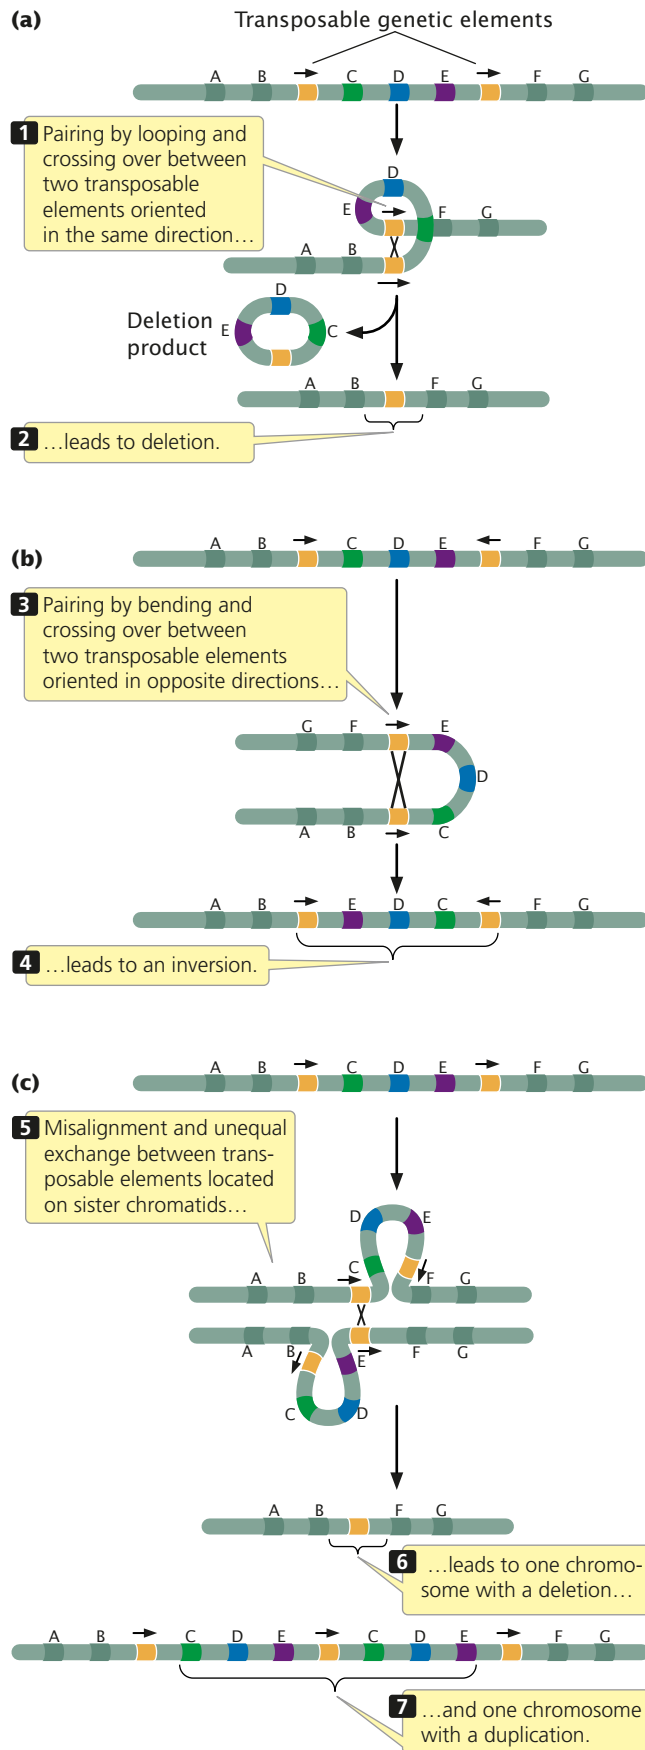 (a)
Transposable genetic elements
A B C D E F G
1 Pairing by looping and
crossing over between
two transposable
elements oriented
in the same direction…
D
E
F G
A B
D
E C
Deletion
product
A B F G
2 …leads to deletion.
(b)
A B C D E F G
3 Pairing by bending and
crossing over between
two transposable elements
oriented in opposite directions…
G F E
D
A B C
A B E D C F G
4 …leads to an inversion.
(c)
A B C D E F G
5 Misalignment and unequal
exchange between trans-
posable elements located
on sister chromatids…
D E
C
A B F G
A B E F G
C D
A B F G
6 …leads to one chromo-
some with a deletion…
A B C D E C D E F G
7 …and one chromosome
with a duplication.